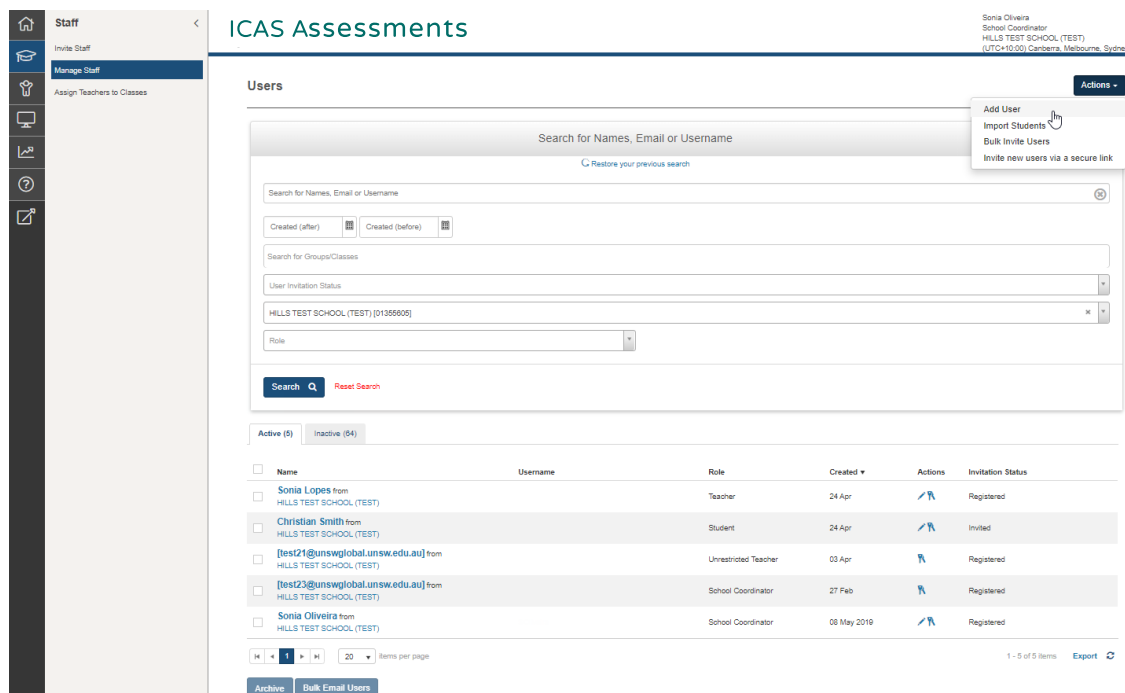 Staff
<
Invite Staff
Manage Staff
Assign Teachers to Classes
ICAS Assessments
Sonia Oliveira
School Coordinator
HILLS TEST SCHOOL (TEST)
(UTC+10:00) Canberra, Melbourne, Sydne
Users
Actions
Add User
Import Students
Bulk Invite Users
Invite new users via a secure link
Search for Names, Email or Username
Restore your previous search
Search for Names, Email or Username
Created (after) Created (before)
Search for Groups/Classes
User Invitation Status
HILLS TEST SCHOOL (TEST) [01355605]
Role
Search Reset Search
Active (5) Inactive (64)
Name Username Role Created Actions Invitation Status
Sonia Lopes from
HILLS TEST SCHOOL (TEST)
Teacher 24 Apr Registered
Christian Smith from
HILLS TEST SCHOOL (TEST)
Student 24 Apr Invited
[test21@unswglobal.unsw.edu.au] from
HILLS TEST SCHOOL (TEST)
Unrestricted Teacher 03 Apr Registered
[test23@unswglobal.unsw.edu.au] from
HILLS TEST SCHOOL (TEST)
School Coordinator 27 Feb Registered
Sonia Oliveira from
HILLS TEST SCHOOL (TEST)
School Coordinator 08 May 2019 Registered
1 20 items per page 1 - 5 of 5 items Export
Archive Bulk Email Users